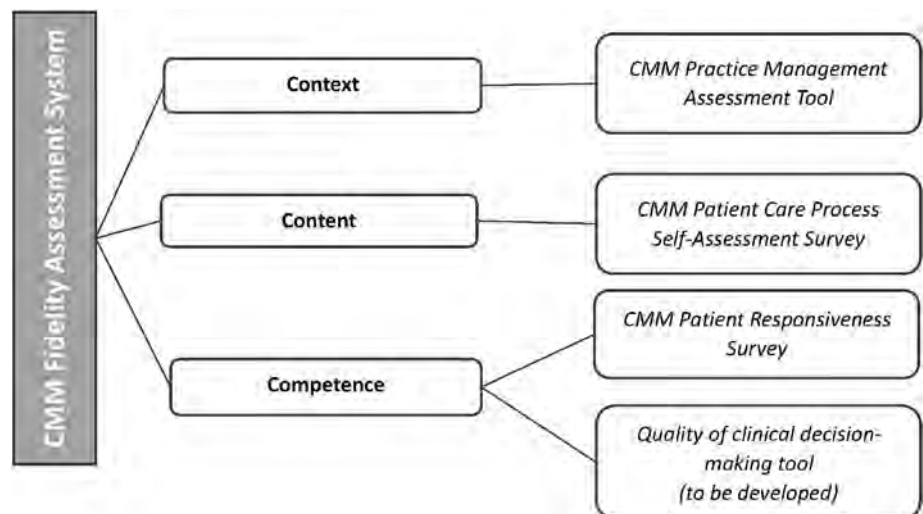 CMM Fidelity Assessment System
Context
CMM Practice Management
Assessment Tool
Content
CMM Patient Care Process
Self-Assessment Survey
Competence
CMM Patient Responsiveness
Survey
Quality of clinical decision-
making tool
(to be developed)